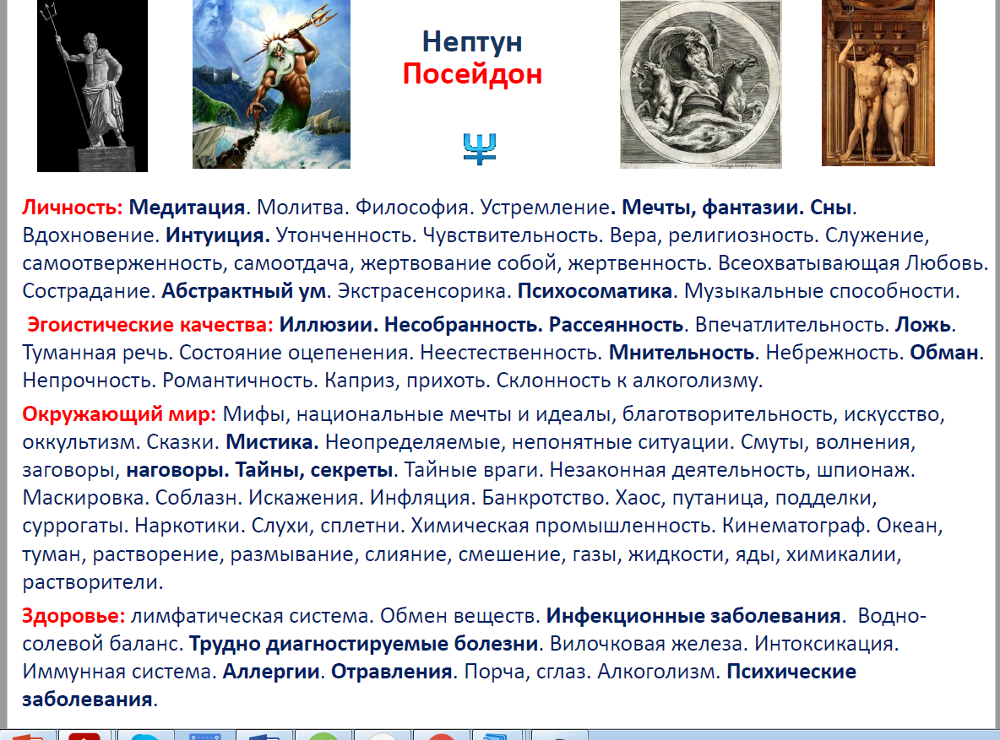 Нептун
Посейдон
Личность: Медитация. Молитва. Философия. Устремление. Мечты, фантазии. Сны.
Вдохновение. Интуиция. Утонченность. Чувствительность. Вера, религиозность. Служение,
самоотверженность, самоотдача, жертвование собой, жертвенность. Всеохватывающая Любовь.
Сострадание. Абстрактный ум. Экстрасенсорика. Психосоматика. Музыкальные способности.
Эгоистические качества: Иллюзии. Несобранность. Рассеянность. Впечатлительность. Ложь.
Туманная речь. Состояние оцепенения. Неестественность. Мнительность. Небрежность. Обман.
Непрочность. Романтичность. Каприз, прихоть. Склонность к алкоголизму.
Окружающий мир: Мифы, национальные мечты и идеалы, благотворительность, искусство,
оккультизм. Сказки. Мистика. Неопределяемые, непонятные ситуации. Смуты, волнения,
заговоры, наговоры. Тайны, секреты. Тайные враги. Незаконная деятельность, шпионаж.
Маскировка. Соблазн. Искажения. Инфляция. Банкротство. Хаос, путаница, подделки,
суррогаты. Наркотики. Слухи, сплетни. Химическая промышленность. Кинематограф. Океан,
туман, растворение, размывание, слияние, смешение, газы, жидкости, яды, химикалии,
растворители.
Здоровье: лимфатическая система. Обмен веществ. Инфекционные заболевания. Водно-
солевой баланс. Трудно диагностируемые болезни. Вилочковая железа. Интоксикация.
Иммунная система. Аллергии. Отравления. Порча, сглаз. Алкоголизм. Психические
заболевания.